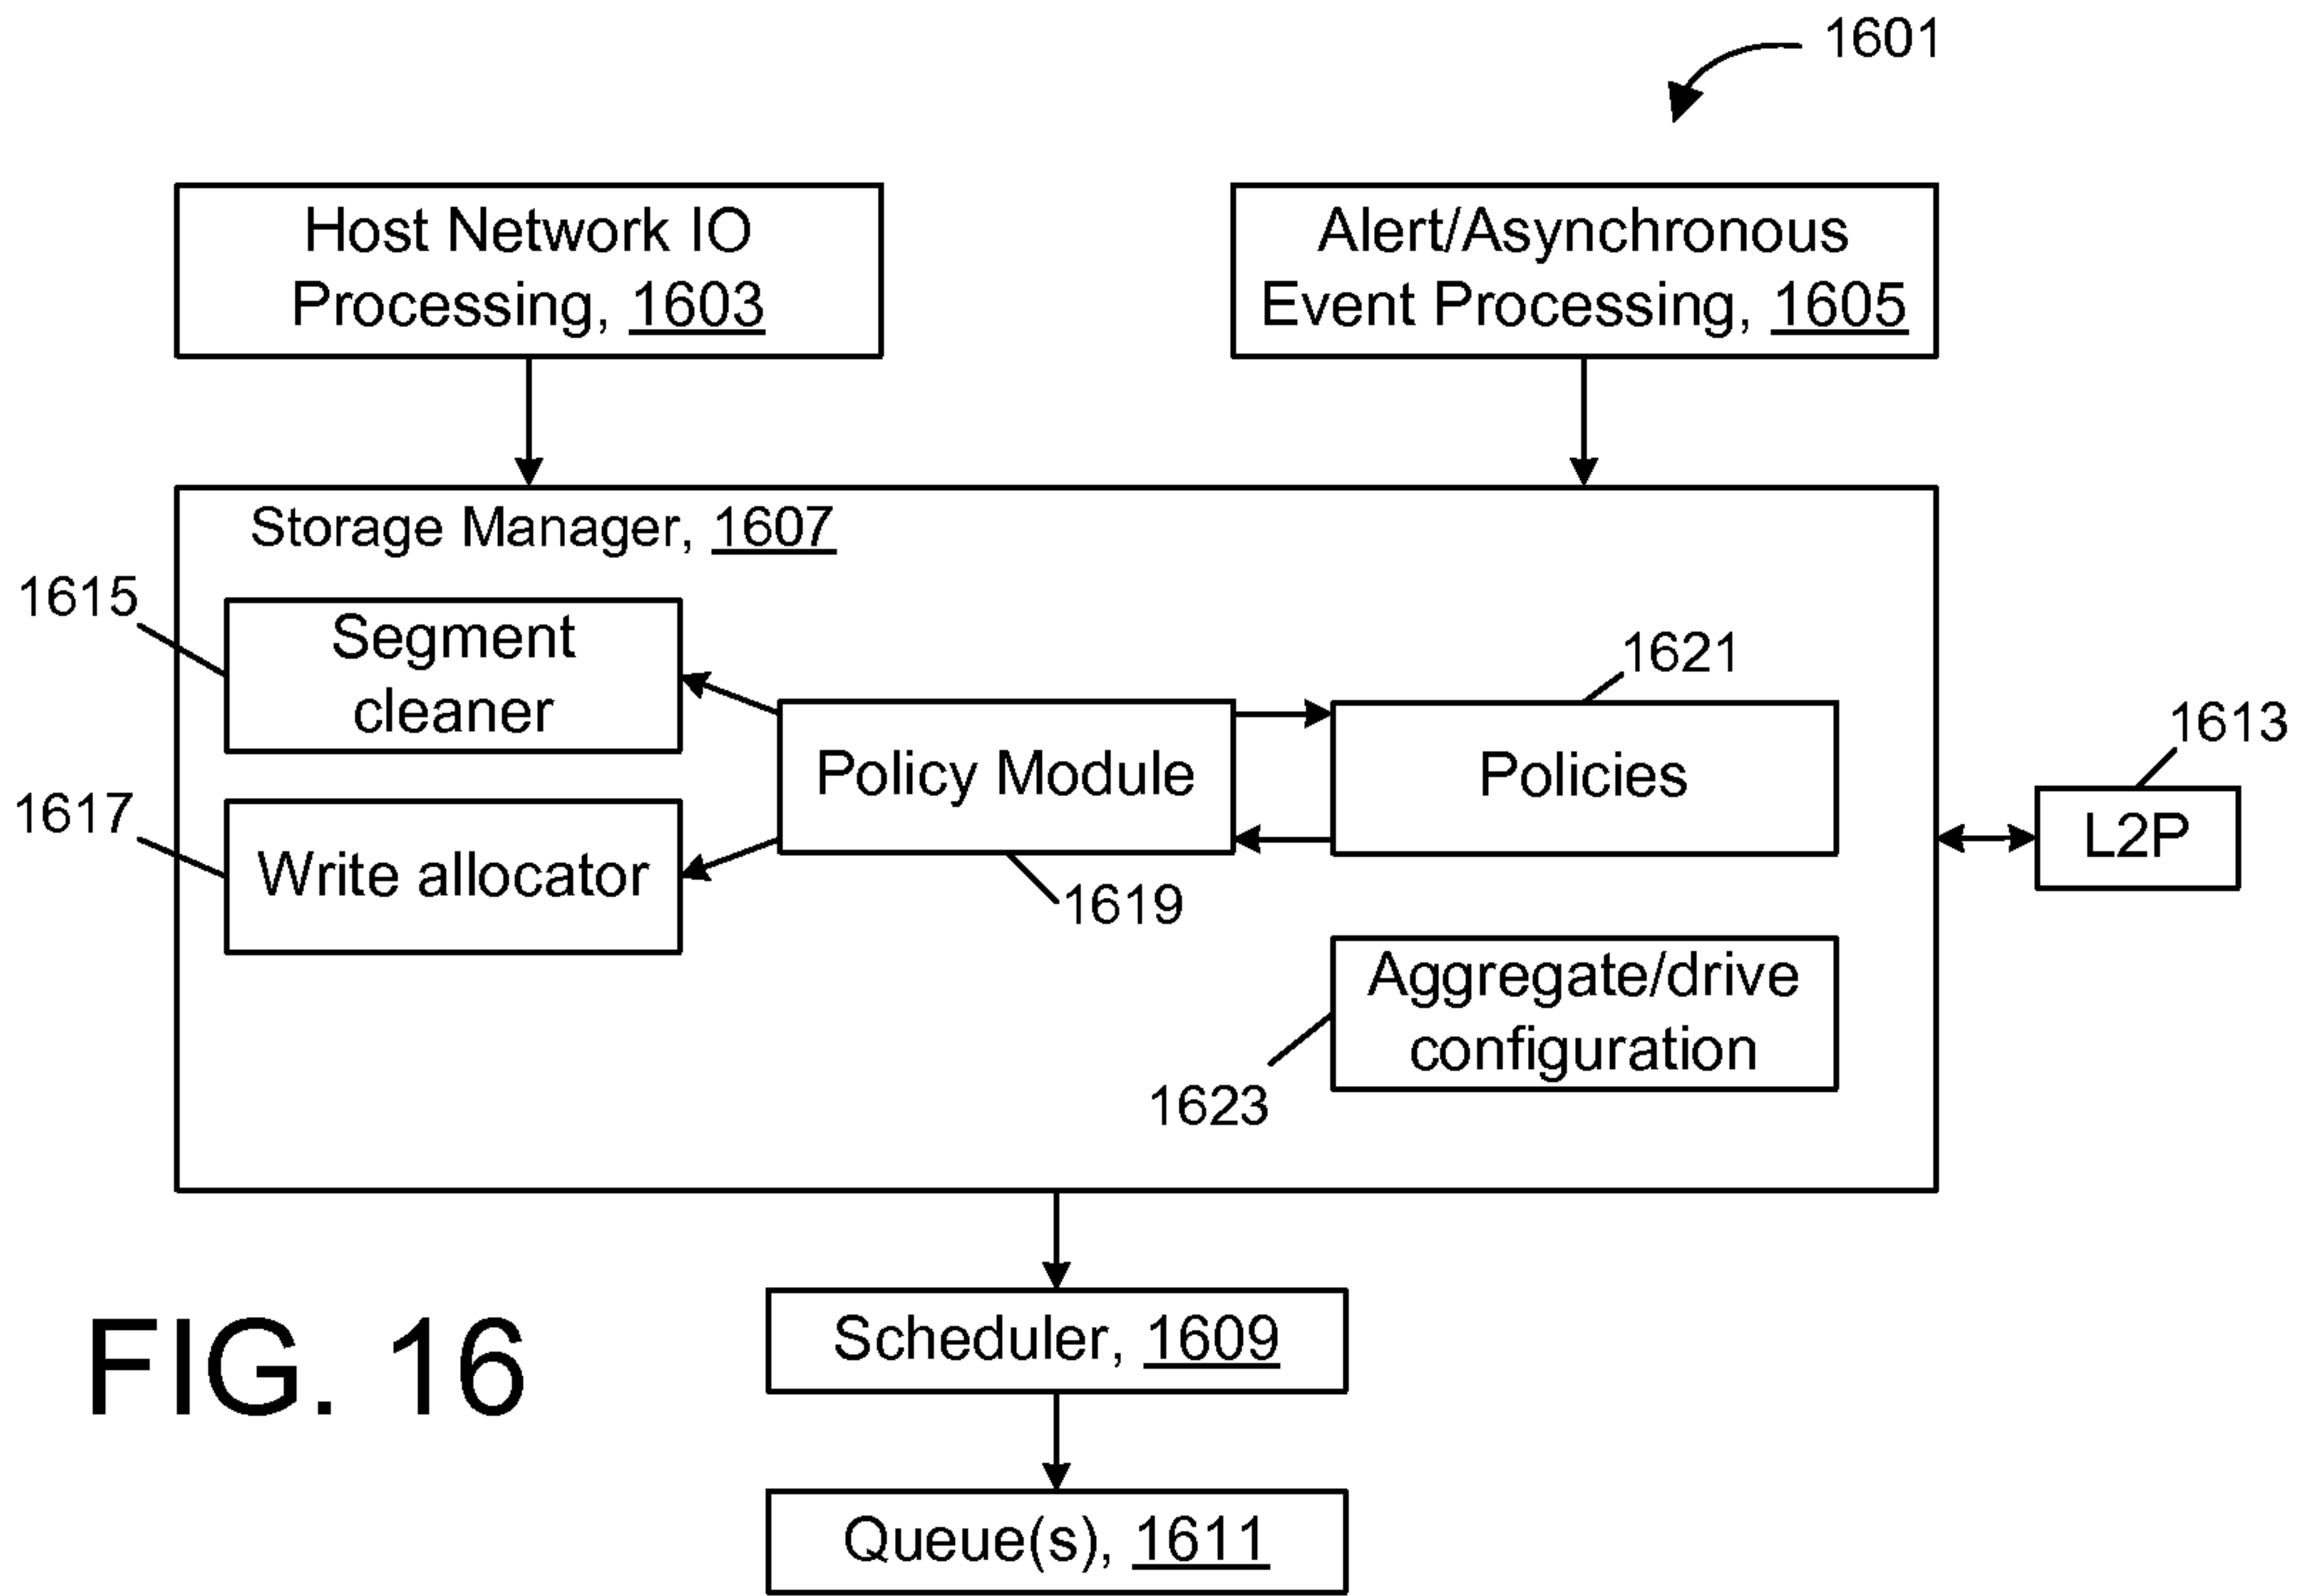 1601
Host Network IO
Processing, 1603
Alert/Asynchronous
Event Processing, 1605
Storage Manager, 1607
1615
Segment
cleaner
1621
1613
Policy Module
Policies
1617
L2P
Write allocator
1619
Aggregate/drive
configuration
1623
Scheduler, 1609
FIG. 16
Queue(s), 1611